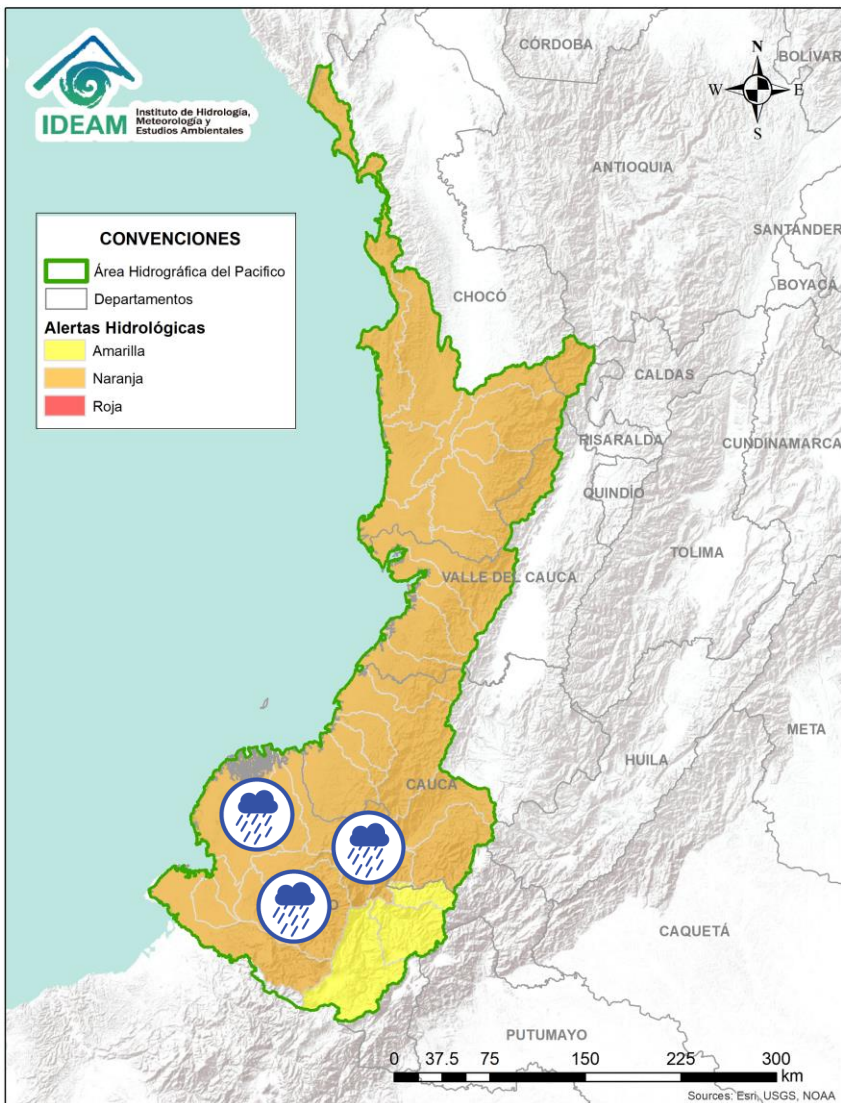 IDEAM
Instituto de Hidrología,
Meteorología y
Estudios Ambientales
CÓRDOBA
BOLÍVAR
N
W
E
S
ANTIOQUIA
SANTANDER
BOYACÁ
CONVENCIONES
Área Hidrográfica del Pacifico
Departamentos
Alertas Hidrológicas
Amarilla
Naranja
Roja
CHOCÓ
CALDAS
RISARALDA
CUNDINAMARCA
QUINDÍO
TOLIMA
VALLE DEL CAUCA
META
HUILA
CAUCA
CAQUETÁ
PUTUMAYO
0 37.5 75 150 225 300
km
Sources: Esri, USGS, NOAA